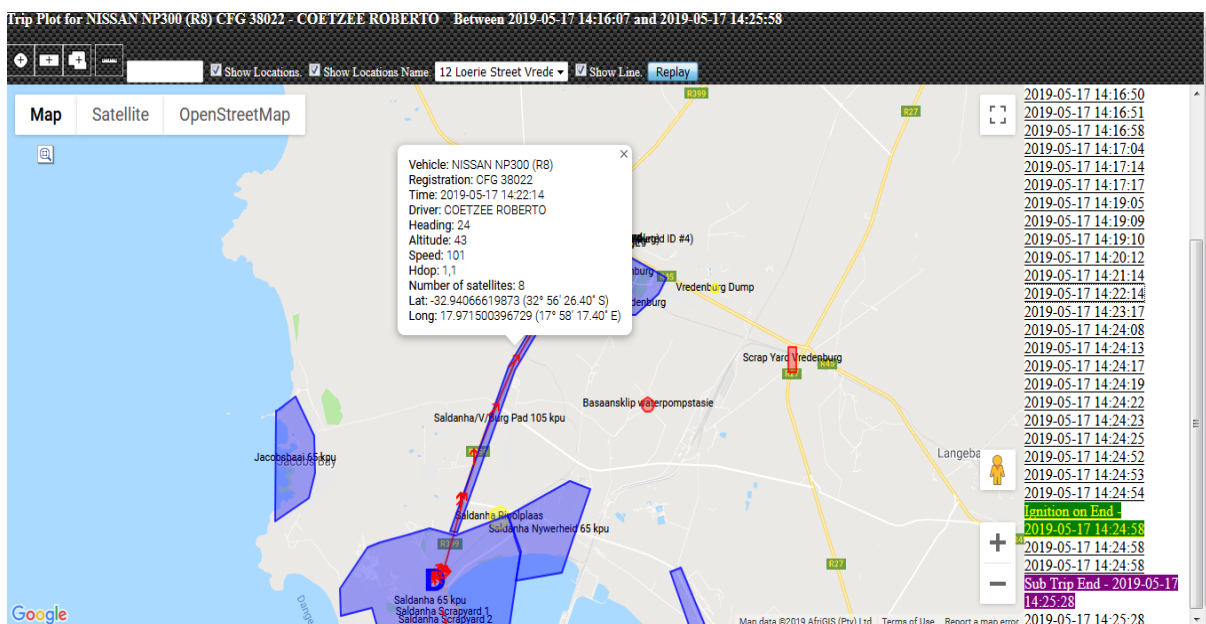 Trip Plot for NISSAN NP300 (R8) CFG 38022 - COETZEE ROBERTO Between 2019-05-17 14:16:07 and 2019-05-17 14:25:58
Show Locations. Show Locations Name. 12 Loerie Street Vrede Show Line. Replay
Map Satellite OpenStreetMap
R399
R27
Vehicle: NISSAN NP300 (R8)
Registration: CFG 38022
Time: 2019-05-17 14:22:14
Driver: COETZEE ROBERTO
Heading: 24
Altitude: 43
Speed: 101
Hdop: 1,1
Number of satellites: 8
Lat: -32.94066619873 (32° 56' 26.40" S)
Long: 17.971500396729 (17° 58' 17.40" E)
ID #4)
Vredenburg Dump
Scrap Yard Vredenburg
R45
Basaansklip waterpompstasie
Saldanha/V/burg Pad 105 kpu
Jacobsbaai 65 kpu
Jacobs Bay
Langeba
Saldanha Nywerheid 65 kpu
R399
R27
D
Saldanha 65 kpu
Saldanha Scrapyard 1
Saldanha Scrapyard 2
Google
Map data ©2019 AfriGIS (Pty) Ltd Terms of Use Report a map error
2019-05-17 14:16:50
2019-05-17 14:16:51
2019-05-17 14:16:58
2019-05-17 14:17:04
2019-05-17 14:17:14
2019-05-17 14:17:17
2019-05-17 14:19:05
2019-05-17 14:19:09
2019-05-17 14:19:10
2019-05-17 14:20:12
2019-05-17 14:21:14
2019-05-17 14:22:14
2019-05-17 14:23:17
2019-05-17 14:24:08
2019-05-17 14:24:13
2019-05-17 14:24:17
2019-05-17 14:24:19
2019-05-17 14:24:22
2019-05-17 14:24:23
2019-05-17 14:24:25
2019-05-17 14:24:52
2019-05-17 14:24:53
2019-05-17 14:24:54
Ignition on End -
2019-05-17 14:24:58
2019-05-17 14:24:58
2019-05-17 14:24:58
Sub Trip End - 2019-05-17
14:25:28
2019-05-17 14:25:28